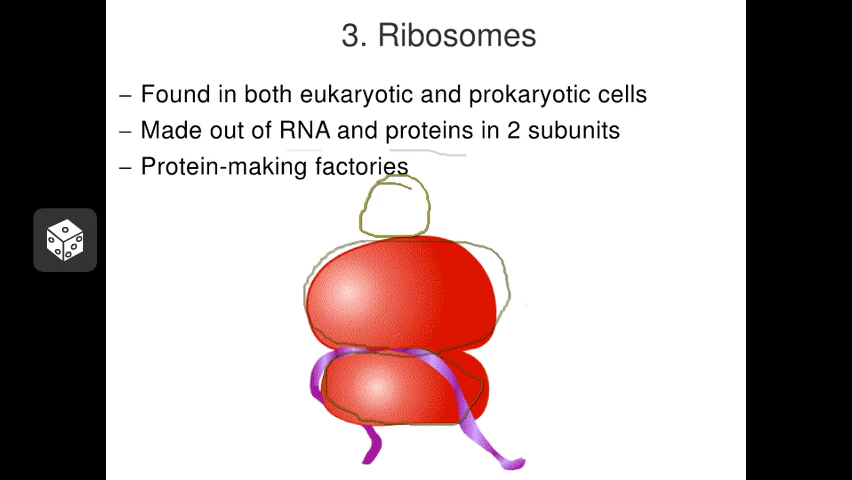 3. Ribosomes
– Found in both eukaryotic and prokaryotic cells
– Made out of RNA and proteins in 2 subunits
– Protein-making factories